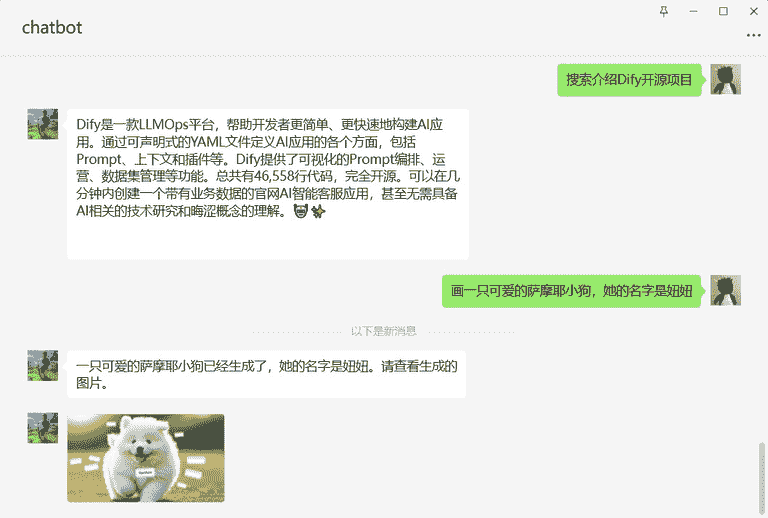 chatbot
搜索介绍Dify开源项目
Dify是一款LLMOps平台，帮助开发者更简单、更快速地构建AI应
用。通过可声明式的YAML文件定义AI应用的各个方面，包括
Prompt、上下文和插件等。Dify提供了可视化的Prompt编排、运
营、数据集管理等功能。总共有46,558行代码，完全开源。可以在几
分钟内创建一个带有业务数据的官网AI智能客服应用，甚至无需具备
AI相关的技术研究和晦涩概念的理解。
画一只可爱的萨摩耶小狗，她的名字是妞妞
以下是新消息
一只可爱的萨摩耶小狗已经生成了，她的名字是妞妞。请查看生成的
图片。